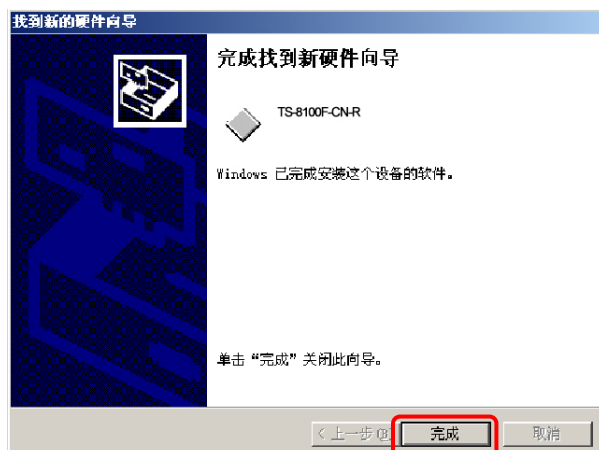 找到新的硬件向导
完成找到新硬件向导
TS-8100F-CN-R
Windows 已完成安装这个设备的软件。
单击“完成”关闭此向导。
< 上一步(B) 完成 取消